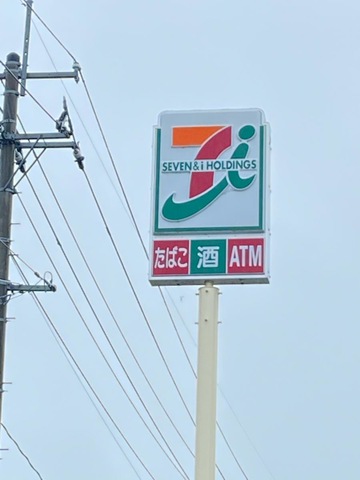 SEVEN&i HOLDINGS
たばこ 酒 ATM